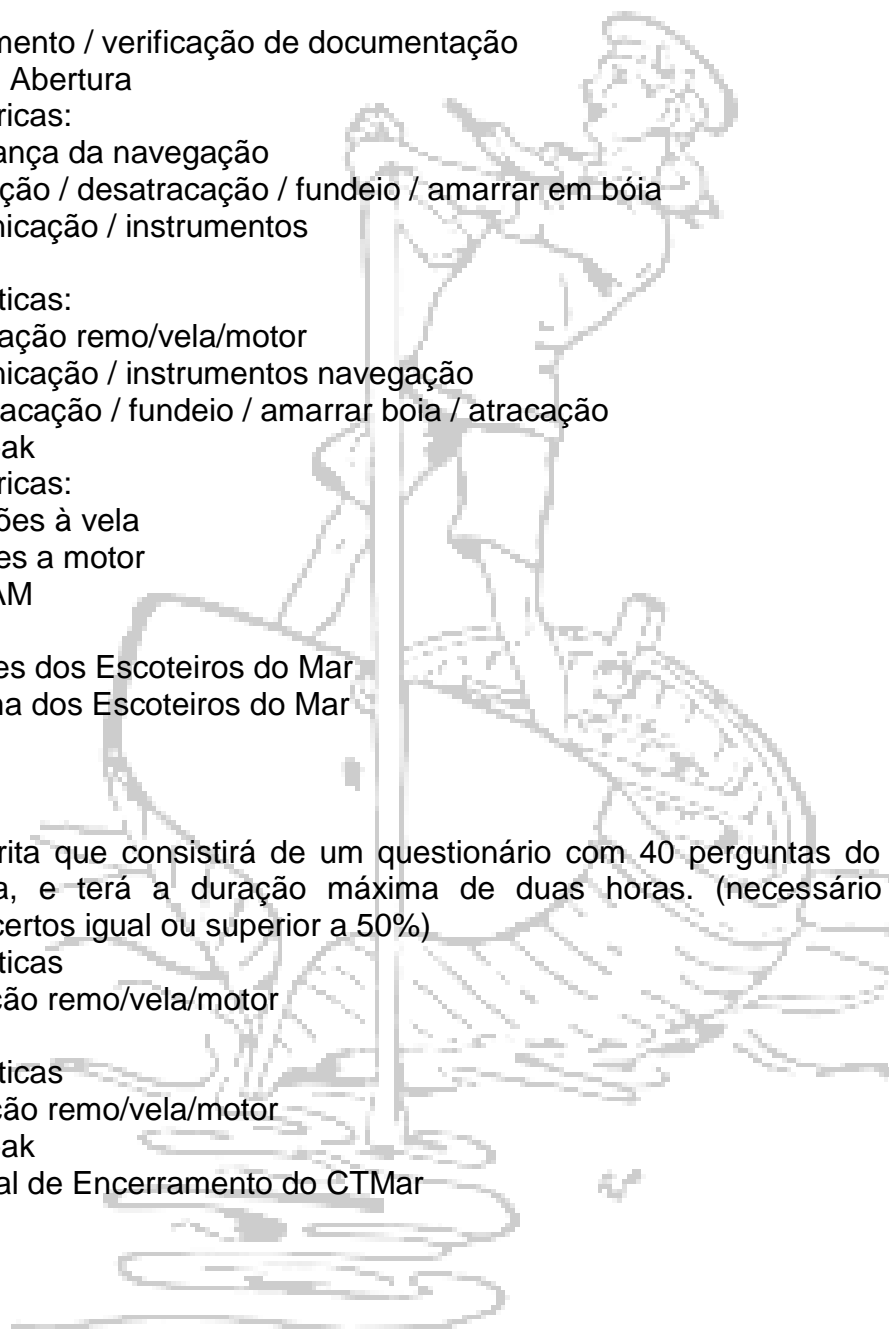 mento / verificação de documentação
Abertura
ricas:
ança da navegação
ção / desatracação / fundeio / amarrar em bóia
nicação / instrumentos
ticas:
ação remo/vela/motor
nicação / instrumentos navegação
acação / fundeio / amarrar boia / atracação
ak
ricas:
ões à vela
es a motor
AM
es dos Escoteiros do Mar
na dos Escoteiros do Mar
rita que consistirá de um questionário com 40 perguntas do
a, e terá a duração máxima de duas horas. (necessário
certos igual ou superior a 50%)
ticas
ção remo/vela/motor
ticas
ção remo/vela/motor
ak
al de Encerramento do CTMar